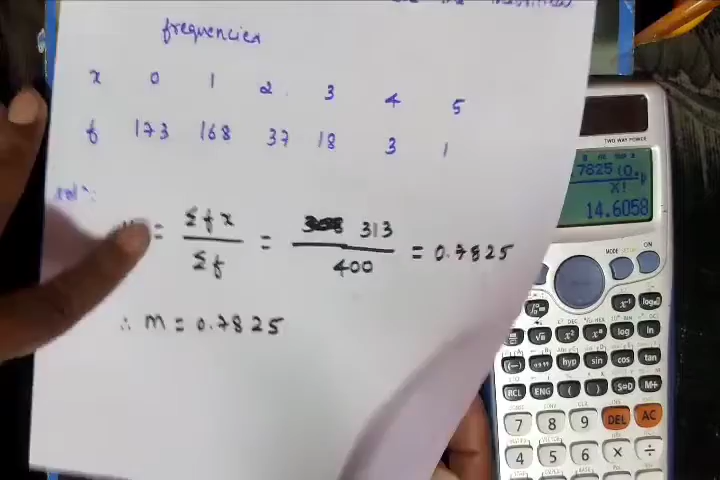 frequencies
x 0 1 2 3 4 5
f 173 168 37 18 3 1
= Σfx / Σf = 313 / 400 = 0.7825
∴ m = 0.7825
TWO WAY POWER
.7825(0.
X!
14.6058
MODE ON
x⁻¹
√ x² log ln
(−) hyp sin cos tan
RCL ENG ( ) S⇔D M+
7 8 9 DEL AC
4 5 6 × ÷